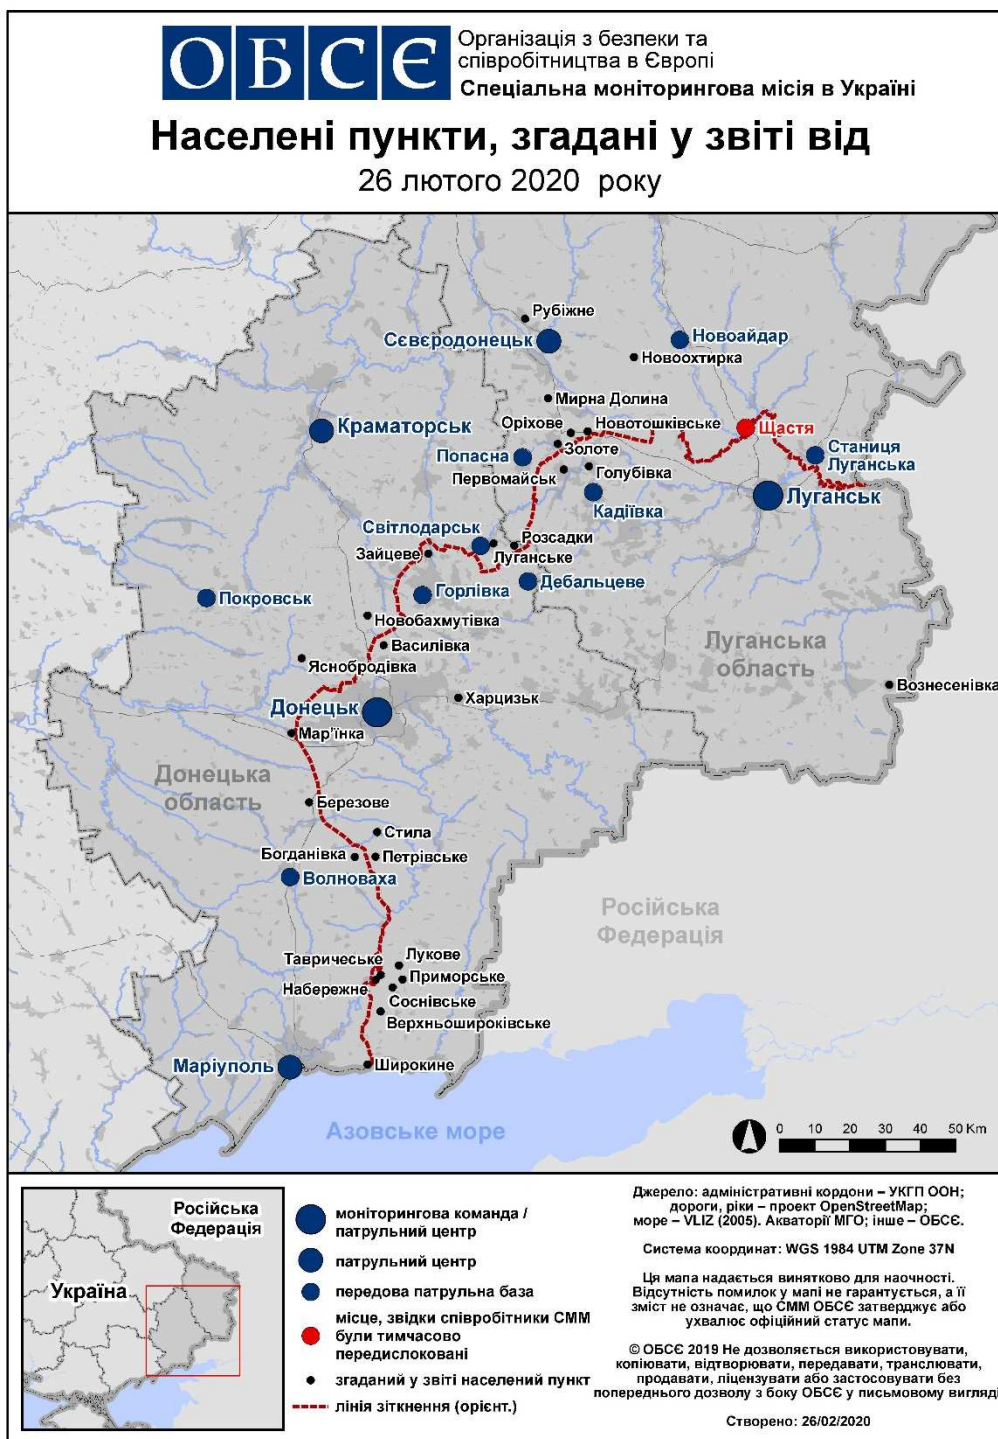 ОБСЄ
Організація з безпеки та
співробітництва в Європі
Спеціальна моніторингова місія в Україні
Населені пункти, згадані у звіті від
26 лютого 2020 року
Рубіжне
Сєвєродонецьк
Новоайдар
Новоохтирка
Мирна Долина
Краматорськ
Оріхове
Новотошківське
Щастя
Золоте
Попасна
Станиця
Луганська
Первомайськ
Голубівка
Луганськ
Кадіївка
Світлодарськ
Розсадки
Зайцеве
Луганське
Дебальцеве
Горлівка
Покровськ
Новобахмутівка
Василівка
Луганська
область
Яснобродівка
Вознесенівка
Харцизьк
Донецьк
Мар'їнка
Донецька
область
Березове
Стила
Богданівка
Петрівське
Волноваха
Російська
Федерація
Лукове
Тавричеське
Приморське
Набережне
Соснівське
Верхньошироківське
Маріуполь
Широкине
Азовське море
0 10 20 30 40 50 Km
Російська
Федерація
Україна
моніторингова команда /
патрульний центр
патрульний центр
передова патрульна база
місце, звідки співробітники СММ
були тимчасово
передислоковані
згаданий у звіті населений пункт
лінія зіткнення (орієнт.)
Джерело: адміністративні кордони – УКГП ООН;
дороги, ріки – проект OpenStreetMap;
море – VLIZ (2005). Акваторії МГО; інше – ОБСЄ.
Система координат: WGS 1984 UTM Zone 37N
Ця мапа надається винятково для наочності.
Відсутність помилок у мапі не гарантується, а її
зміст не означає, що СММ ОБСЄ затверджує або
ухвалює офіційний статус мапи.
© ОБСЄ 2019 Не дозволяється використовувати,
копіювати, відтворювати, передавати, транслювати,
продавати, ліцензувати або застосовувати без
попереднього дозволу з боку ОБСЄ у письмовому вигляді
Створено: 26/02/2020